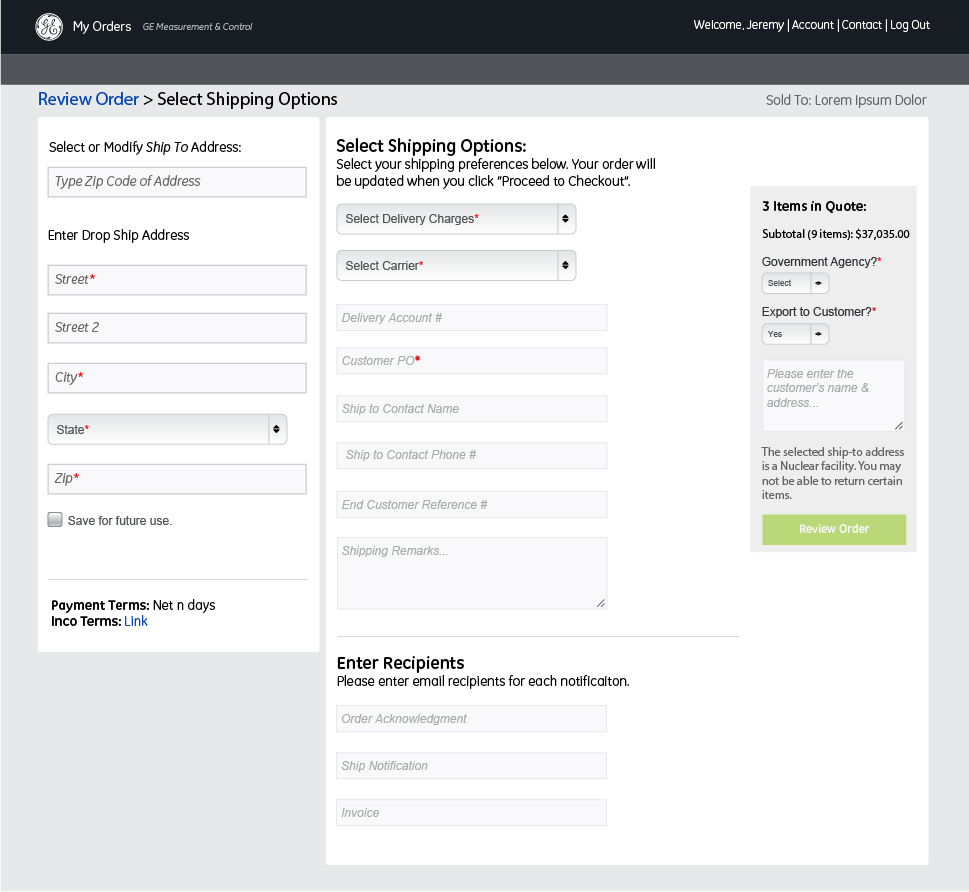 My Orders GE Measurement & Control
Welcome, Jeremy | Account | Contact | Log Out
Review Order > Select Shipping Options
Sold To: Lorem Ipsum Dolor
Select or Modify Ship To Address:
Type Zip Code of Address
Enter Drop Ship Address
Street*
Street 2
City*
State*
Zip*
Save for future use.
Payment Terms: Net n days
Inco Terms: Link
Select Shipping Options:
Select your shipping preferences below. Your order will
be updated when you click "Proceed to Checkout".
Select Delivery Charges*
Select Carrier*
Delivery Account #
Customer PO*
Ship to Contact Name
Ship to Contact Phone #
End Customer Reference #
Shipping Remarks...
Enter Recipients
Please enter email recipients for each notificaiton.
Order Acknowledgment
Ship Notification
Invoice
3 Items in Quote:
Subtotal (9 items): $37,035.00
Government Agency?*
Select
Export to Customer?*
Yes
Please enter the
customer's name &
address...
The selected ship-to address
is a Nuclear facility. You may
not be able to return certain
items.
Review Order